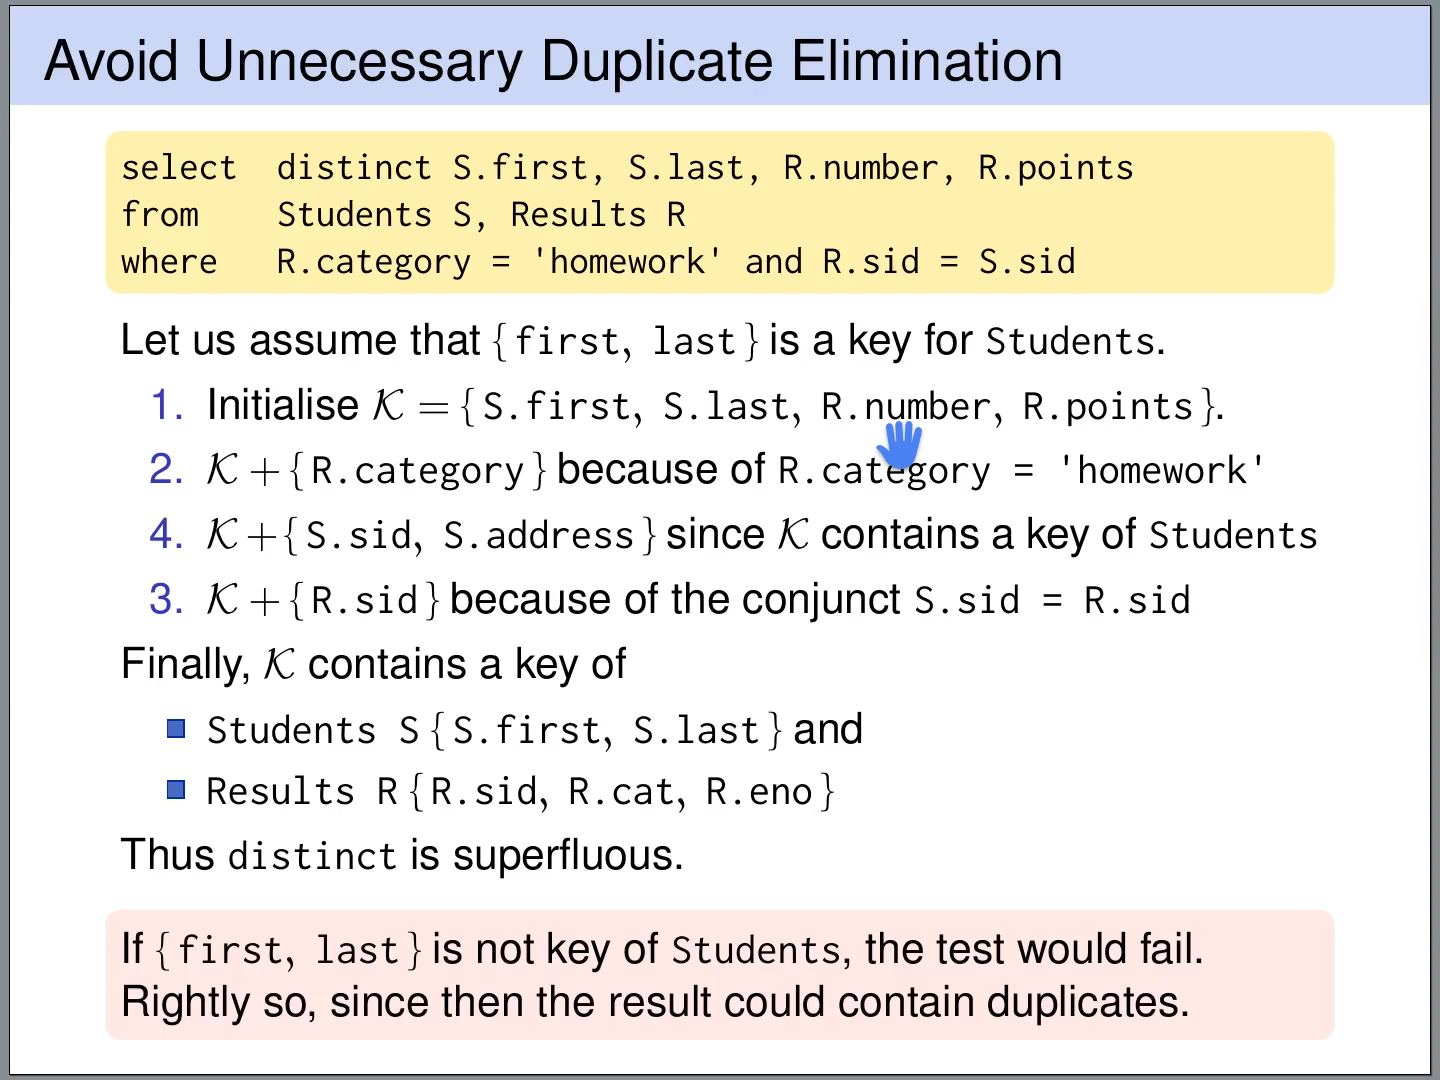 Avoid Unnecessary Duplicate Elimination
select distinct S.first, S.last, R.number, R.points
from Students S, Results R
where R.category = 'homework' and R.sid = S.sid
Let us assume that {first, last} is a key for Students.
1. Initialise 𝒦 = {S.first, S.last, R.number, R.points}.
2. 𝒦 + {R.category} because of R.category = 'homework'
4. 𝒦 + {S.sid, S.address} since 𝒦 contains a key of Students
3. 𝒦 + {R.sid} because of the conjunct S.sid = R.sid
Finally, 𝒦 contains a key of
Students S {S.first, S.last} and
Results R {R.sid, R.cat, R.eno}
Thus distinct is superfluous.
If {first, last} is not key of Students, the test would fail.
Rightly so, since then the result could contain duplicates.